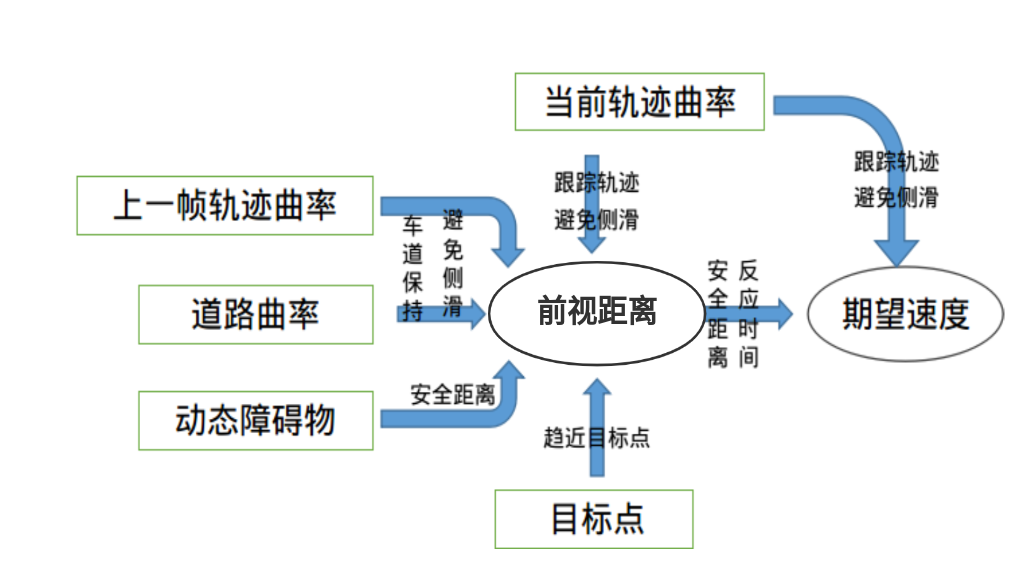 当前轨迹曲率
跟踪轨迹
避免侧滑
跟踪轨迹
避免侧滑
上一帧轨迹曲率
车道保持
避免侧滑
道路曲率
前视距离
安全距离
反应时间
期望速度
动态障碍物
安全距离
趋近目标点
目标点